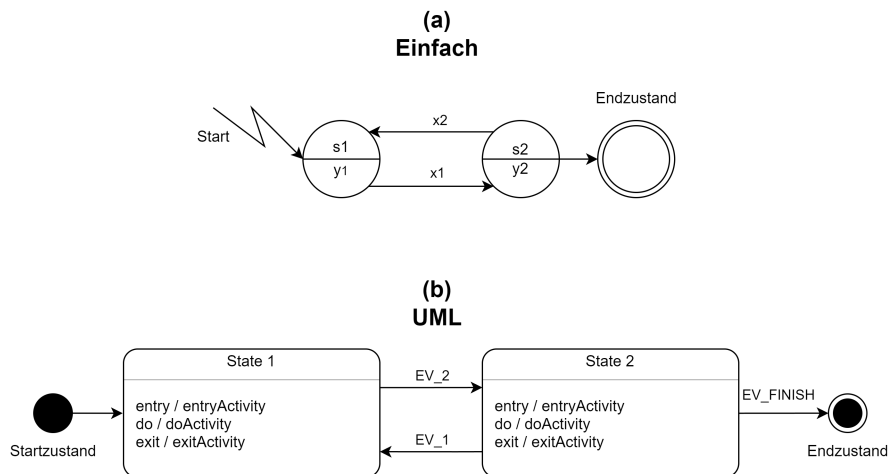 (a)
Einfach
Endzustand
Start
x2
s1
s2
y1
y2
x1
(b)
UML
State 1
State 2
EV_2
EV_FINISH
entry / entryActivity
do / doActivity
exit / exitActivity
entry / entryActivity
do / doActivity
exit / exitActivity
EV_1
Startzustand
Endzustand